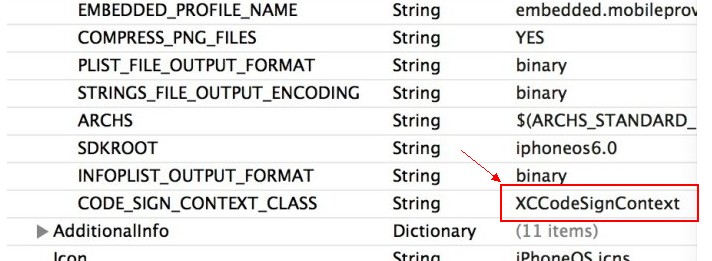 EMBEDDED_PROFILE_NAME String embedded.mobileprov
COMPRESS_PNG_FILES String YES
PLIST_FILE_OUTPUT_FORMAT String binary
STRINGS_FILE_OUTPUT_ENCODING String binary
ARCHS String $(ARCHS_STANDARD_
SDKROOT String iphoneos6.0
INFOPLIST_OUTPUT_FORMAT String binary
CODE_SIGN_CONTEXT_CLASS String XCCodeSignContext
AdditionalInfo Dictionary (11 items)
Icon String iPhoneOS.icns